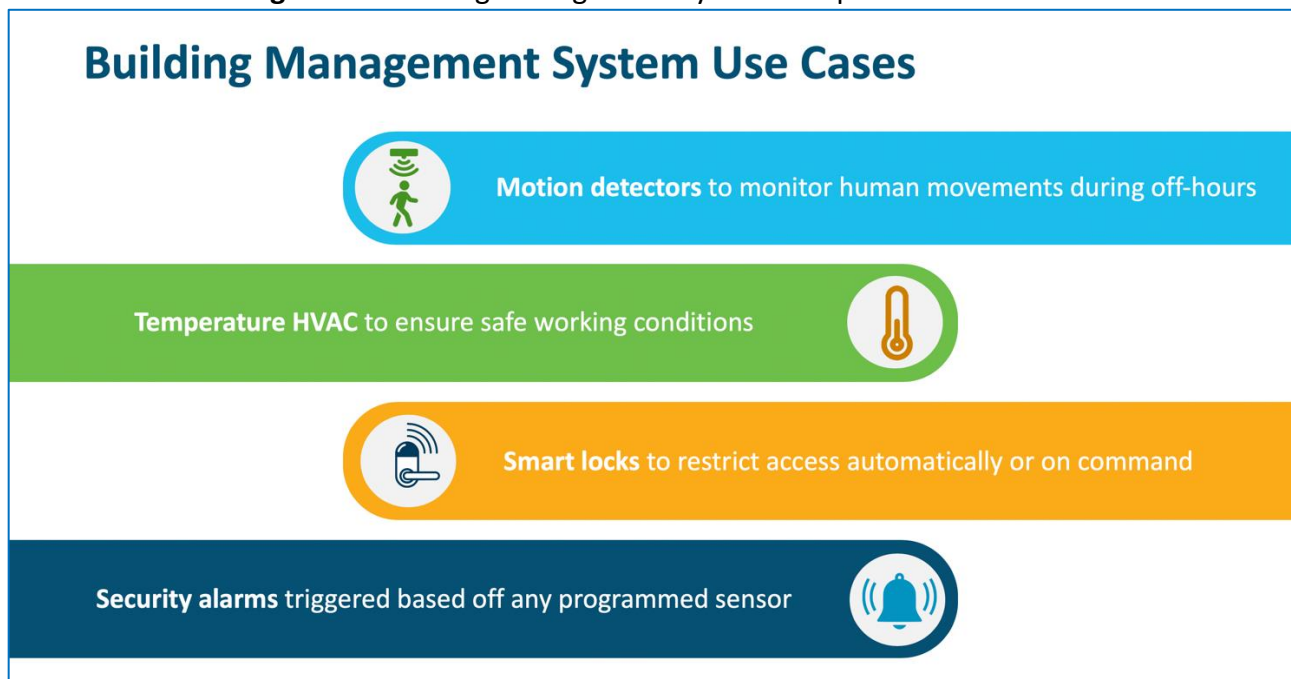 Building Management System Use Cases
Motion detectors to monitor human movements during off-hours
Temperature HVAC to ensure safe working conditions
Smart locks to restrict access automatically or on command
Security alarms triggered based off any programmed sensor